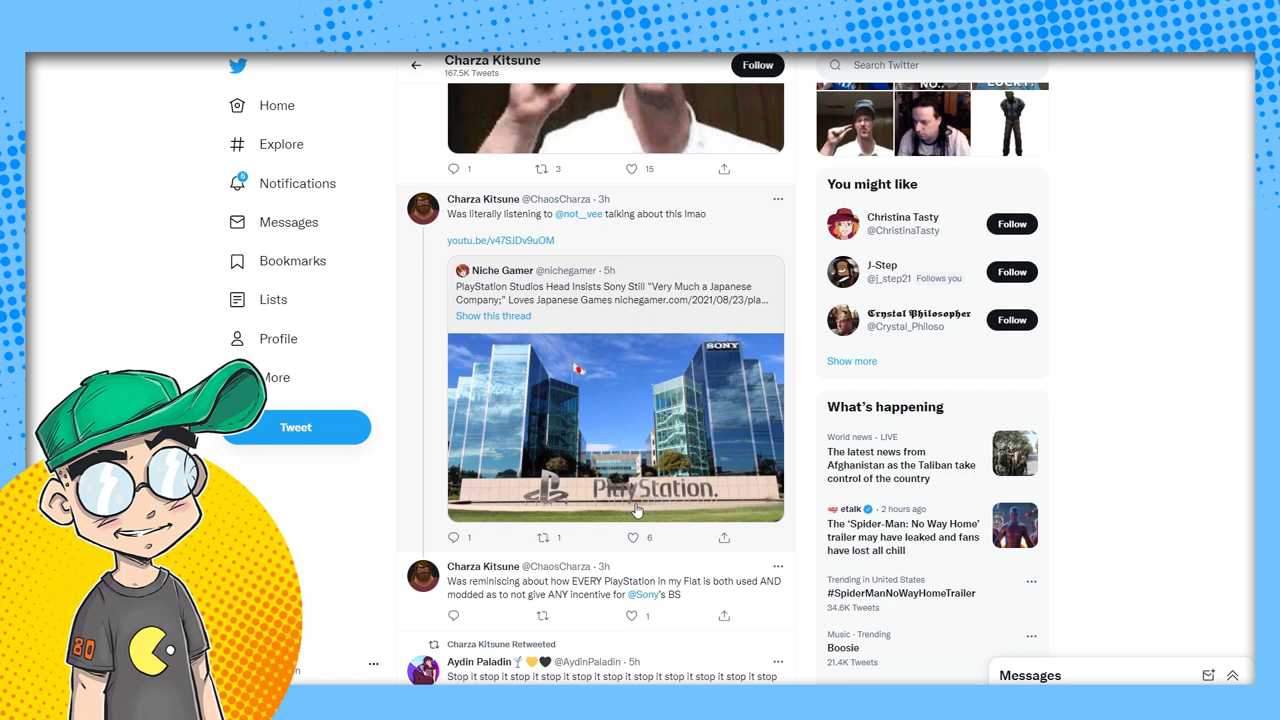 Home
Explore
6
Notifications
Messages
Bookmarks
Lists
Profile
More
Tweet
80
Charza Kitsune
167.5K Tweets
Follow
1
3
15
Charza Kitsune @ChaosCharza · 3h
Was literally listening to @not__vee talking about this lmao
youtu.be/v47SJDv9uOM
Niche Gamer @nichegamer · 5h
PlayStation Studios Head Insists Sony Still "Very Much a Japanese
Company;" Loves Japanese Games nichegamer.com/2021/08/23/pla...
Show this thread
SONY
PlayStation.
1
1
6
Charza Kitsune @ChaosCharza · 3h
Was reminiscing about how EVERY PlayStation in my Flat is both used AND
modded as to not give ANY incentive for @Sony's BS
1
Charza Kitsune Retweeted
Aydin Paladin @AydinPaladin · 5h
Stop it stop it stop it stop it stop it stop it stop it stop it stop it stop
Search Twitter
NO..
You might like
Christina Tasty
@ChristinaTasty
Follow
J-Step
@j_step21 Follows you
Follow
𝕮𝖗𝖞𝖘𝖙𝖆𝖑 𝕻𝖍𝖎𝖑𝖔𝖘𝖔𝖕𝖍𝖊𝖗
@Crystal_Philoso
Follow
Show more
What's happening
World news · LIVE
The latest news from
Afghanistan as the Taliban take
control of the country
etalk · 2 hours ago
The 'Spider-Man: No Way Home'
trailer may have leaked and fans
have lost all chill
Trending in United States
#SpiderManNoWayHomeTrailer
34.6K Tweets
Music · Trending
Boosie
21.4K Tweets
Messages